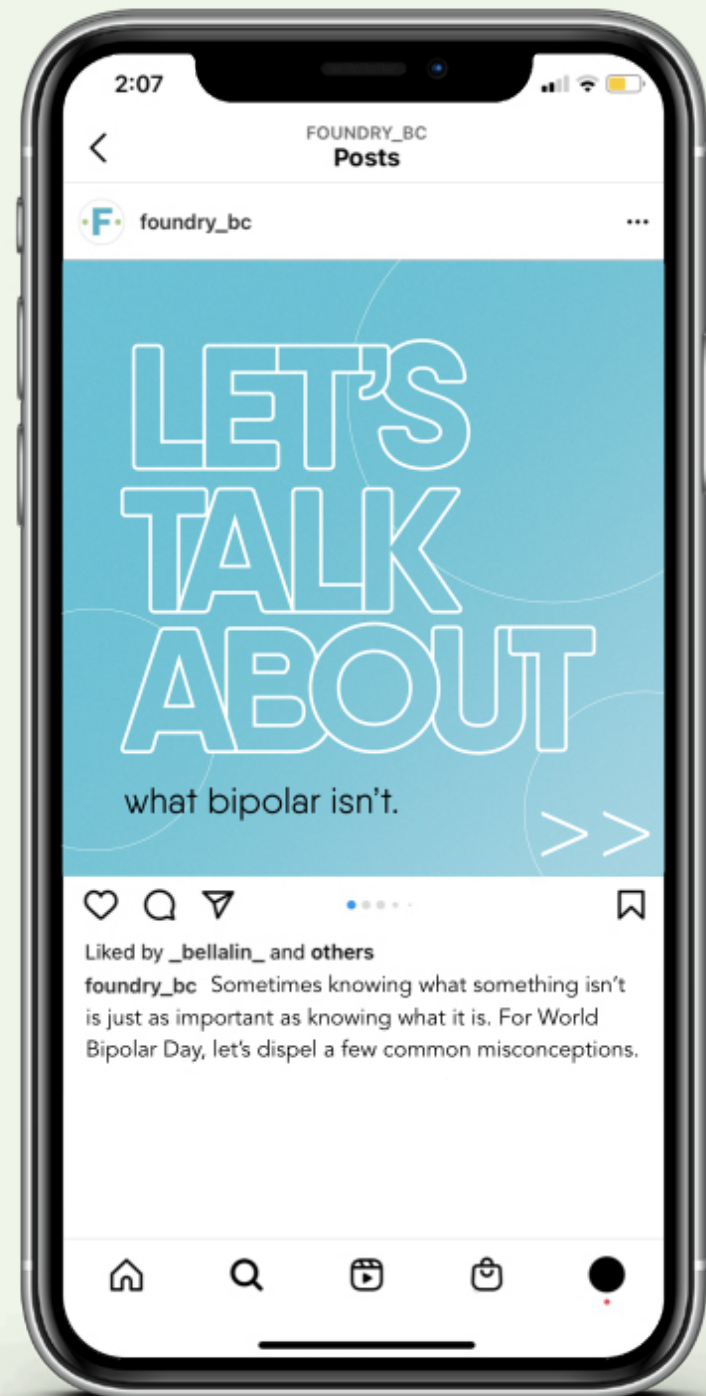 2:07
FOUNDRY_BC
Posts
F
foundry_bc
LET'S
TALK
ABOUT
what bipolar isn't.
>>
Liked by _bellalin_ and others
foundry_bc Sometimes knowing what something isn't
is just as important as knowing what it is. For World
Bipolar Day, let's dispel a few common misconceptions.